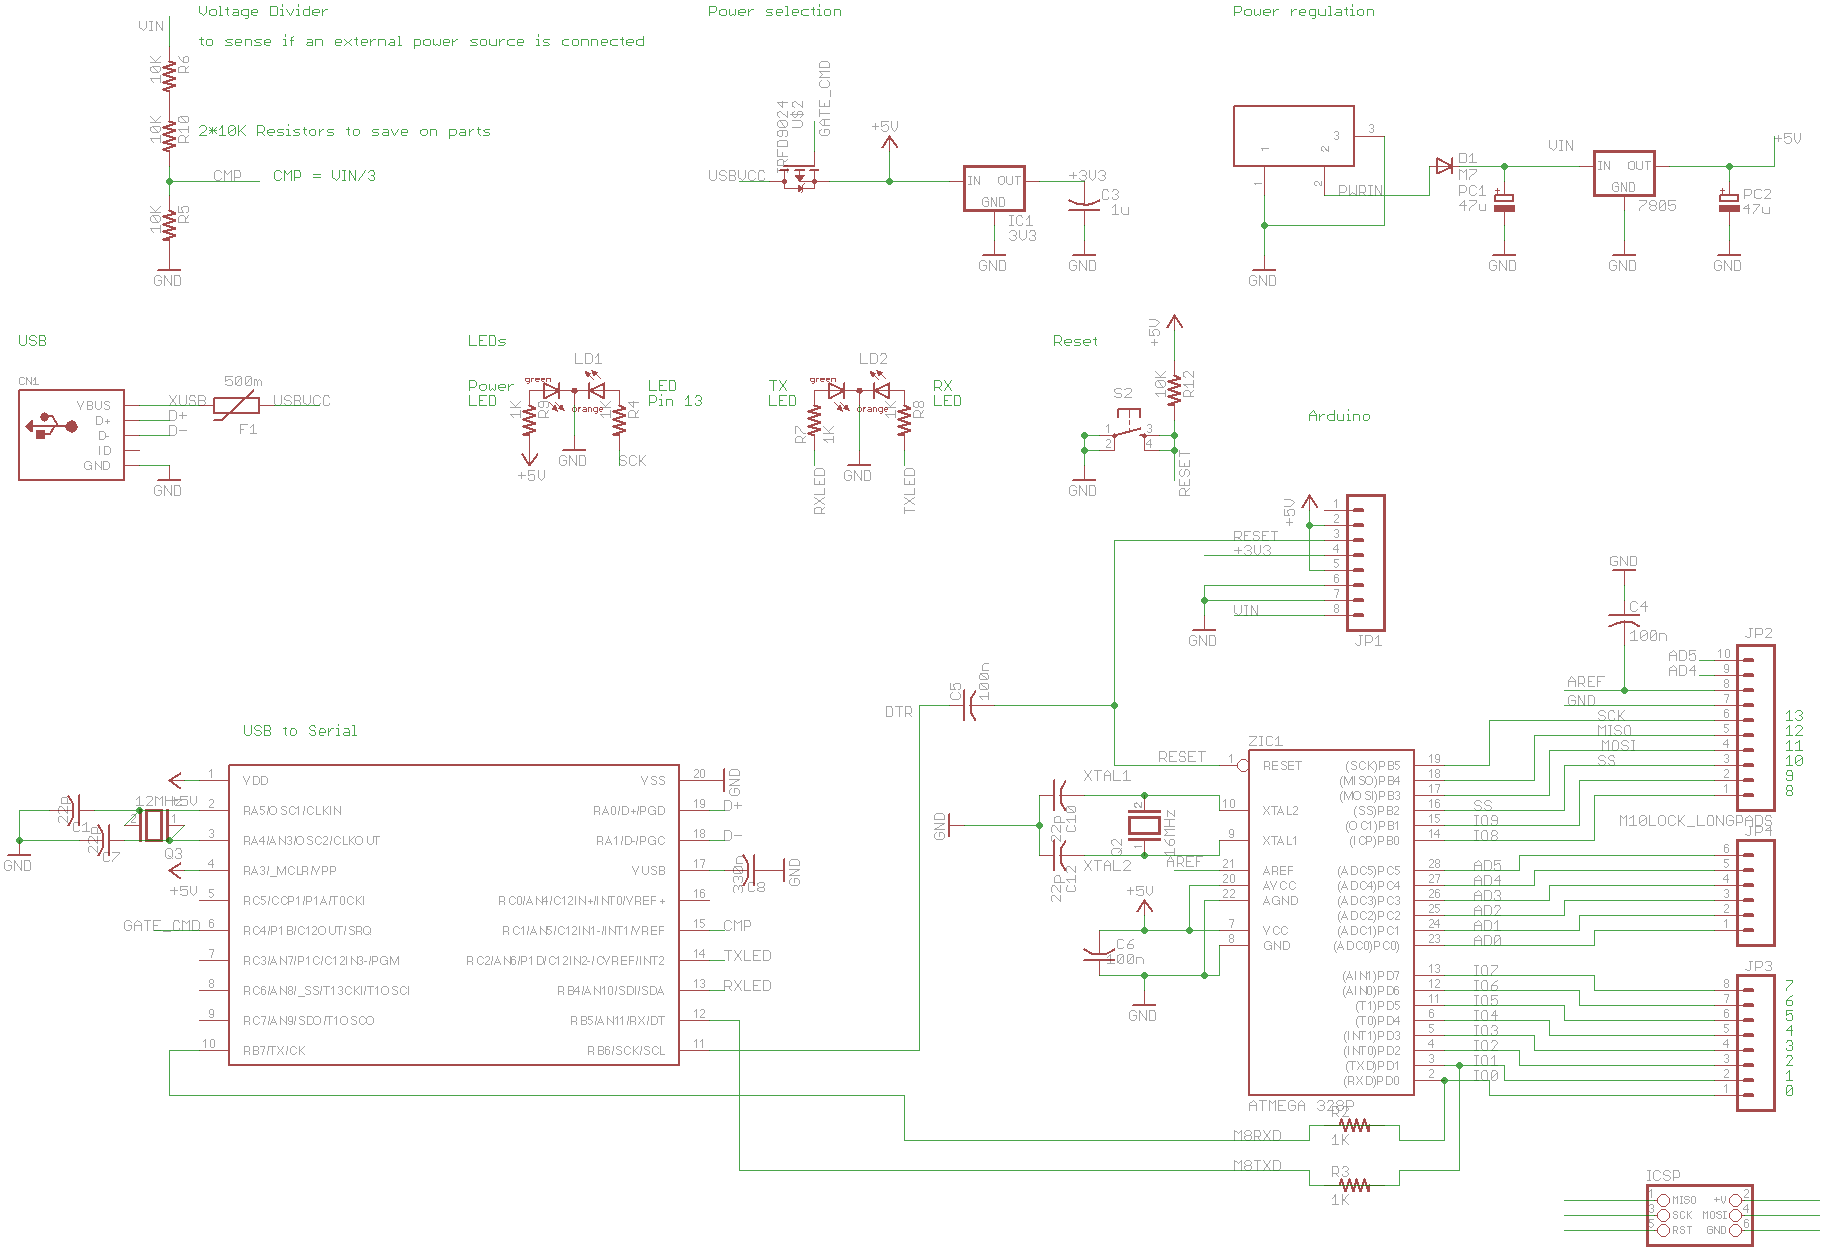 Voltage Divider
to sense if an external power source is connected
VIN
10K
R6
10K
R10
2*10K Resistors to save on parts
CMP
CMP = VIN/3
10K
R5
GND
Power selection
USBVCC
U$2
GATE_CMD
+5V
IN OUT
GND
IC1
3V3
GND
+3V3
C3
1u
GND
Power regulation
3
3
1
2
1
2
PWRIN
GND
D1
M7
PC1
47u
GND
VIN
IN OUT
GND
7805
GND
+5V
PC2
47u
GND
USB
CN1
VBUS
D+
D-
ID
GND
XUSB
D+
D-
GND
500m
F1
USBVCC
LEDs
Power
LED
LD1
green
orange
1K
R9
1K
R4
+5V
GND
SCK
LED
Pin 13
TX
LED
LD2
green
orange
R7
1K
1K
R8
RXLED
GND
TXLED
RX
LED
Reset
+5V
10K
R12
S2
1
2
3
4
GND
RESET
Arduino
+5V
RESET
+3V3
VIN
GND
1
2
3
4
5
6
7
8
JP1
GND
C4
100n
JP2
AD5
AD4
AREF
GND
SCK
MISO
MOSI
SS
10
9
8
7
6
5
4
3
2
1
13
12
11
10
9
8
M10LOCK_LONGPADS
JP4
6
5
4
3
2
1
JP3
8
7
6
5
4
3
2
1
7
6
5
4
3
2
1
0
USB to Serial
1 VDD
2 RA5/OSC1/CLKIN
3 RA4/AN3/OSC2/CLKOUT
4 RA3/_MCLR/VPP
5 RC5/CCP1/P1A/T0CKI
6 RC4/P1B/C12OUT/SRQ
7 RC3/AN7/P1C/C12IN3-/PGM
8 RC6/AN8/_SS/T13CKI/T1OSCI
9 RC7/AN9/SDO/T1OSCO
10 RB7/TX/CK
VSS 20
RA0/D+/PGD 19
RA1/D-/PGC 18
VUSB 17
RC0/AN4/C12IN+/INT0/VREF+ 16
RC1/AN5/C12IN1-/INT1/VREF 15
RC2/AN6/P1D/C12IN2-/CVREF/INT2 14
RB4/AN10/SDI/SDA 13
RB5/AN11/RX/DT 12
RB6/SCK/SCL 11
22p
C1
22p
C7
12MHz
+5V
2
1
Q3
GND
+5V
GATE_CMD
GND
D+
D-
330n
C8
GND
CMP
TXLED
RXLED
DTR
C5
100n
RESET
XTAL1
XTAL2
22p
C10
22p
C12
GND
2
1
Q2
16MHz
AREF
+5V
C6
100n
GND
ZIC1
1 RESET
10 XTAL2
9 XTAL1
21 AREF
20 AVCC
22 AGND
7 VCC
8 GND
(SCK)PB5 19
(MISO)PB4 18
(MOSI)PB3 17
(SS)PB2 16 SS
(OC1)PB1 15 IO9
(ICP)PB0 14 IO8
(ADC5)PC5 28 AD5
(ADC4)PC4 27 AD4
(ADC3)PC3 26 AD3
(ADC2)PC2 25 AD2
(ADC1)PC1 24 AD1
(ADC0)PC0) 23 AD0
(AIN1)PD7 13 IO7
(AIN0)PD6 12 IO6
(T1)PD5 11 IO5
(T0)PD4 6 IO4
(INT1)PD3 5 IO3
(INT0)PD2 4 IO2
(TXD)PD1 3 IO1
(RXD)PD0 2 IO0
ATMEGA 328P
M8RXD
R2
1K
M8TXD
R3
1K
ICSP
1 MISO +V 2
3 SCK MOSI 4
5 RST GND 6